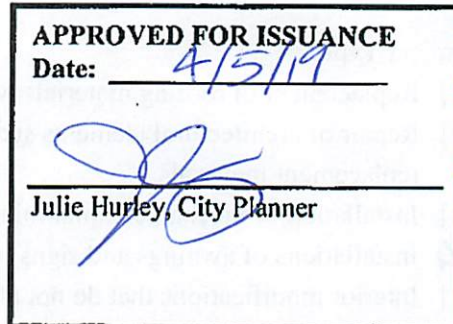 APPROVED FOR ISSUANCE
Date: 4/5/19
Julie Hurley, City Planner